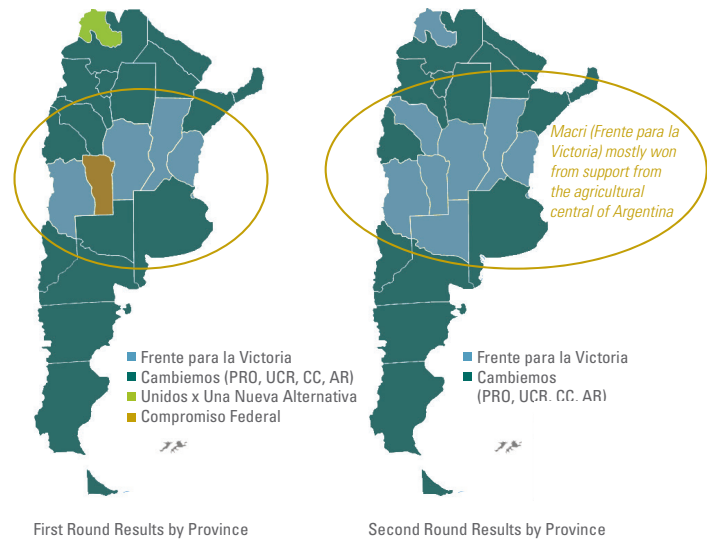 Macri (Frente para la
Victoria) mostly won
from support from
the agricultural
central of Argentina
Frente para la Victoria
Cambiemos (PRO, UCR, CC, AR)
Unidos x Una Nueva Alternativa
Compromiso Federal
Frente para la Victoria
Cambiemos
(PRO, UCR, CC, AR)
First Round Results by Province
Second Round Results by Province